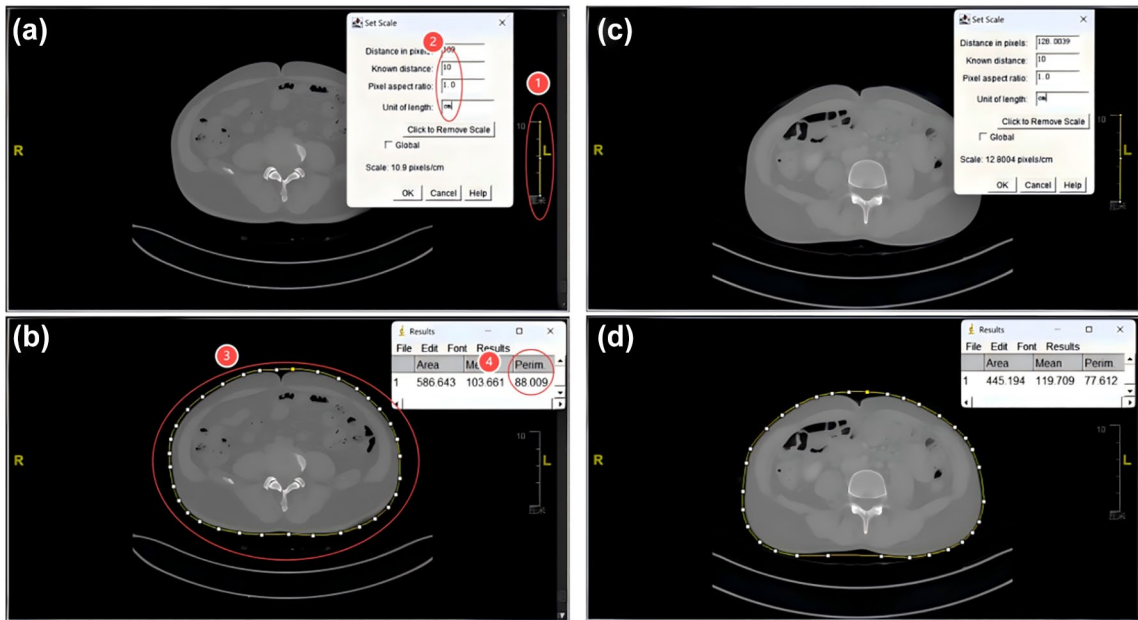 (a)
Set Scale
2
Distance in pixels: 109
Known distance: 10
Pixel aspect ratio: 1.0
Unit of length: cm
Click to Remove Scale
Global
Scale: 10.9 pixels/cm
OK Cancel Help
1
10
R
L
(c)
Set Scale
Distance in pixels: 128.0039
Known distance: 10
Pixel aspect ratio: 1.0
Unit of length: cm
Click to Remove Scale
Global
Scale: 12.8004 pixels/cm
OK Cancel Help
10
R
L
(b)
3
Results
File Edit Font Results
4
Area Perim.
1 586.643 103.661 88.009
10
R
L
(d)
Results
File Edit Font Results
Area Mean Perim.
1 445.194 119.709 77.612
10
R
L